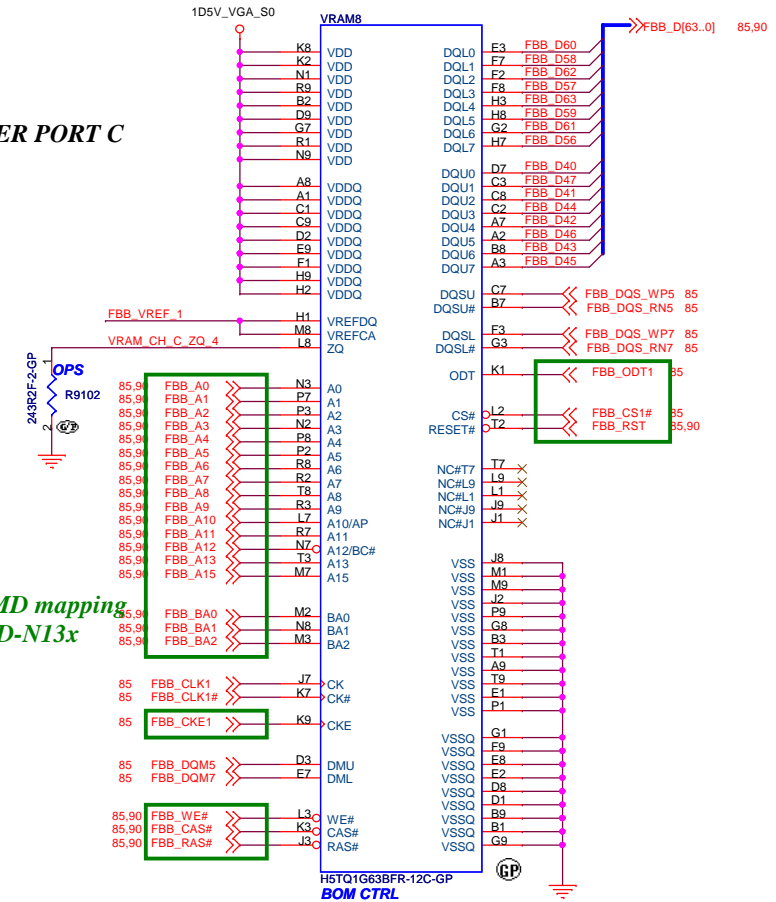 1D5V_VGA_S0
VRAM8
FBB_D[63..0] 85,90
K8 VDD DQL0 E3 FBB_D60
K2 VDD DQL1 F7 FBB_D58
N1 VDD DQL2 F2 FBB_D62
R9 VDD DQL3 F8 FBB_D57
B2 VDD DQL4 H3 FBB_D63
D9 VDD DQL5 H8 FBB_D59
G7 VDD DQL6 G2 FBB_D61
R1 VDD DQL7 H7 FBB_D56
N9 VDD
ER PORT C
DQU0 D7 FBB_D40
A8 VDDQ DQU1 C3 FBB_D47
A1 VDDQ DQU2 C8 FBB_D41
C1 VDDQ DQU3 C2 FBB_D44
C9 VDDQ DQU4 A7 FBB_D42
D2 VDDQ DQU5 A2 FBB_D46
E9 VDDQ DQU6 B8 FBB_D43
F1 VDDQ DQU7 A3 FBB_D45
H9 VDDQ
H2 VDDQ
DQSU C7 FBB_DQS_WP5 85
DQSU# B7 FBB_DQS_RN5 85
FBB_VREF_1 H1 VREFDQ
M8 VREFCA DQSL F3 FBB_DQS_WP7 85
VRAM_CH_C_ZQ_4 L8 ZQ DQSL# G3 FBB_DQS_RN7 85
243R2F-2-GP
1
OPS
R9102
2
ODT K1 FBB_ODT1 85
CS# L2 FBB_CS1# 85
RESET# T2 FBB_RST 85,90
85,90 FBB_A0 N3 A0
85,90 FBB_A1 P7 A1
85,90 FBB_A2 P3 A2
85,90 FBB_A3 N2 A3
85,90 FBB_A4 P8 A4
85,90 FBB_A5 P2 A5
85,90 FBB_A6 R8 A6
85,90 FBB_A7 R2 A7
85,90 FBB_A8 T8 A8
85,90 FBB_A9 R3 A9
85,90 FBB_A10 L7 A10/AP
85,90 FBB_A11 R7 A11
85,90 FBB_A12 N7 A12/BC#
85,90 FBB_A13 T3 A13
85,90 FBB_A15 M7 A15
NC#T7 T7
NC#L9 L9
NC#L1 L1
NC#J9 J9
NC#J1 J1
MD mapping
D-N13x
85,90 FBB_BA0 M2 BA0
85,90 FBB_BA1 N8 BA1
85,90 FBB_BA2 M3 BA2
VSS J8
VSS M1
VSS M9
VSS J2
VSS P9
VSS G8
VSS B3
VSS T1
VSS A9
VSS T9
VSS E1
VSS P1
85 FBB_CLK1 J7 CK
85 FBB_CLK1# K7 CK#
85 FBB_CKE1 K9 CKE
85 FBB_DQM5 D3 DMU
85 FBB_DQM7 E7 DML
85,90 FBB_WE# L3 WE#
85,90 FBB_CAS# K3 CAS#
85,90 FBB_RAS# J3 RAS#
VSSQ G1
VSSQ F9
VSSQ E8
VSSQ E2
VSSQ D8
VSSQ D1
VSSQ B9
VSSQ B1
VSSQ G9
H5TQ1G63BFR-12C-GP
BOM CTRL
GP